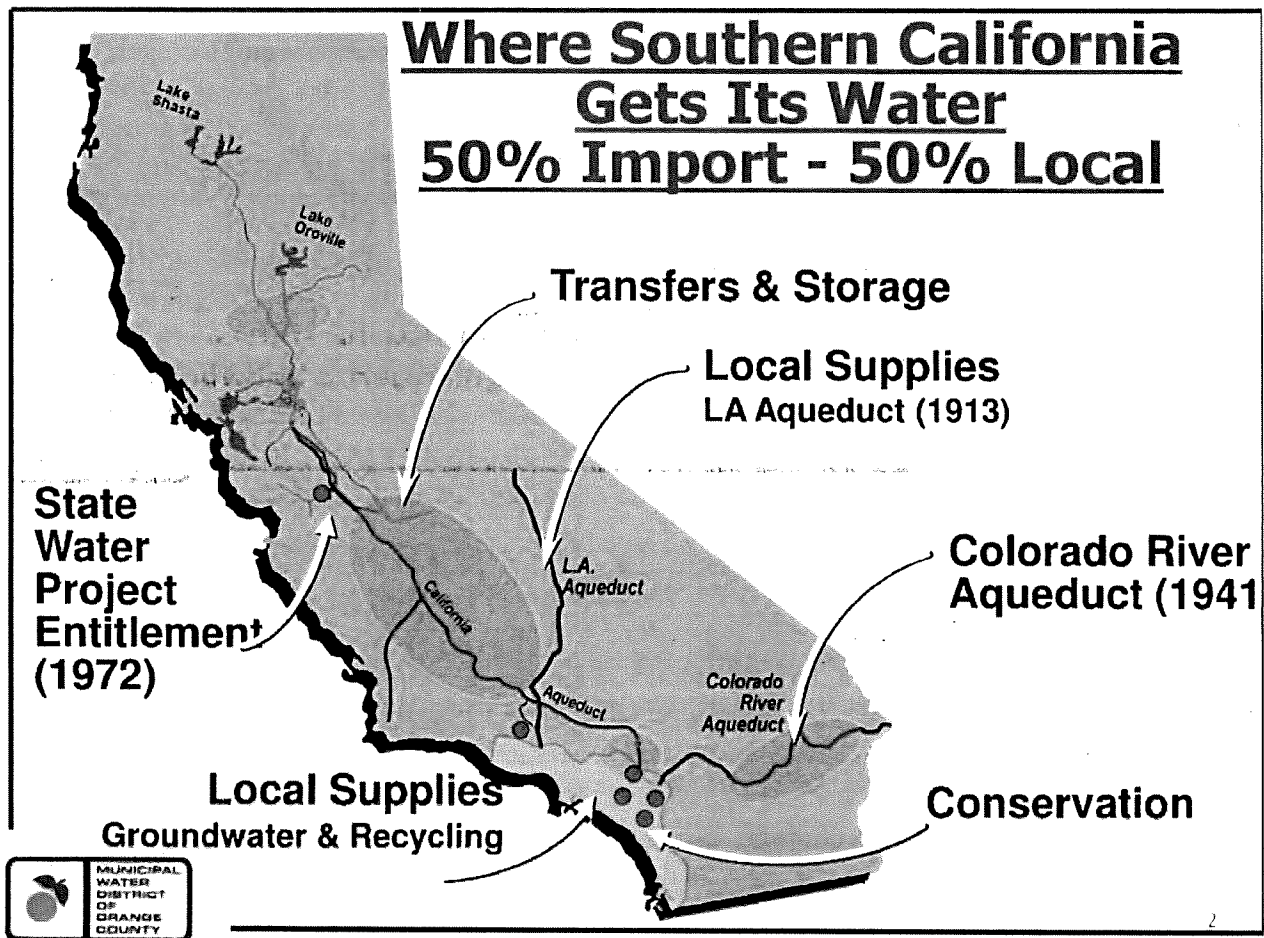 Where Southern California
Gets Its Water
50% Import - 50% Local
Lake
Shasta
Lake
Oroville
Transfers & Storage
Local Supplies
LA Aqueduct (1913)
State
Water
Project
Entitlement
(1972)
L.A.
Aqueduct
California
Aqueduct
Colorado River
Aqueduct (1941
Colorado
River
Aqueduct
Local Supplies
Groundwater & Recycling
Conservation
MUNICIPAL
WATER
DISTRICT
OF
ORANGE
COUNTY
2